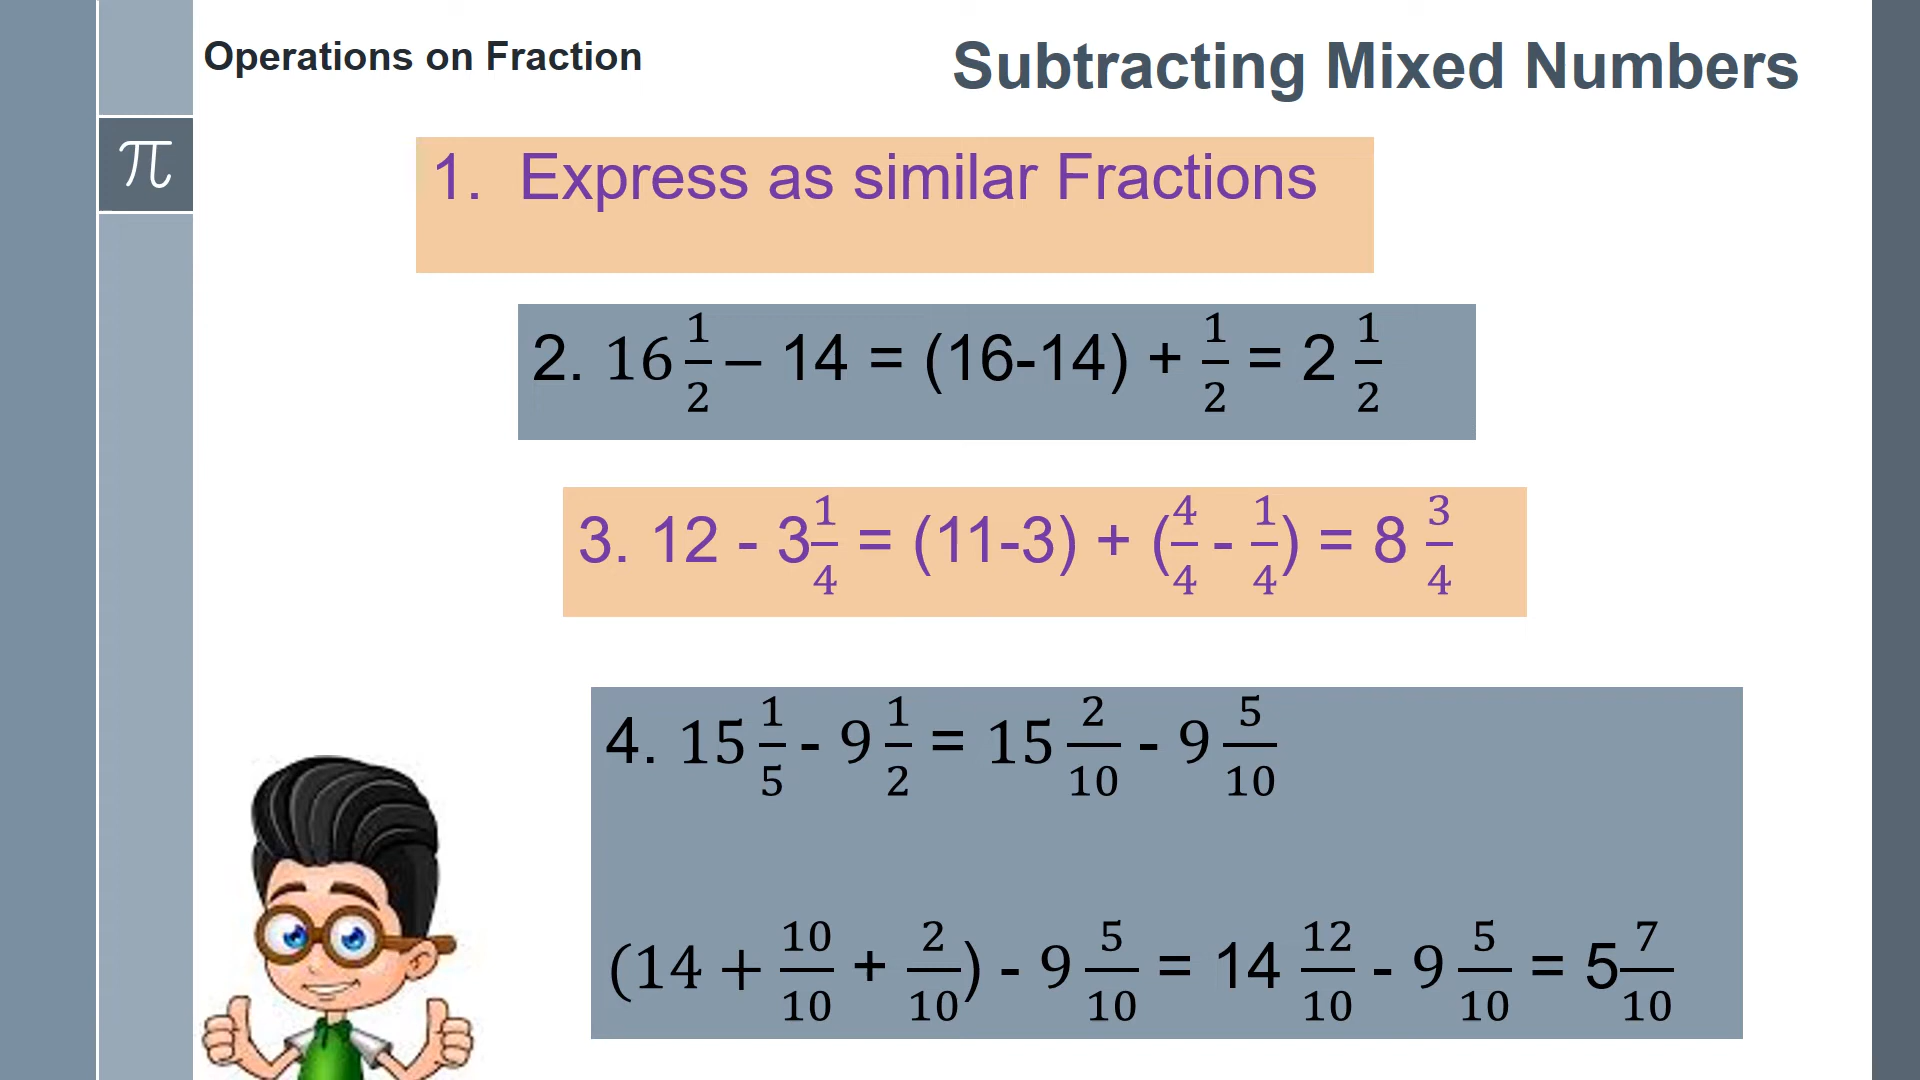 Operations on Fraction
Subtracting Mixed Numbers
π
1. Express as similar Fractions
2. 16 1/2 – 14 = (16-14) + 1/2 = 2 1/2
3. 12 - 3 1/4 = (11-3) + (4/4 - 1/4) = 8 3/4
4. 15 1/5 - 9 1/2 = 15 2/10 - 9 5/10
(14 + 10/10 + 2/10) - 9 5/10 = 14 12/10 - 9 5/10 = 5 7/10